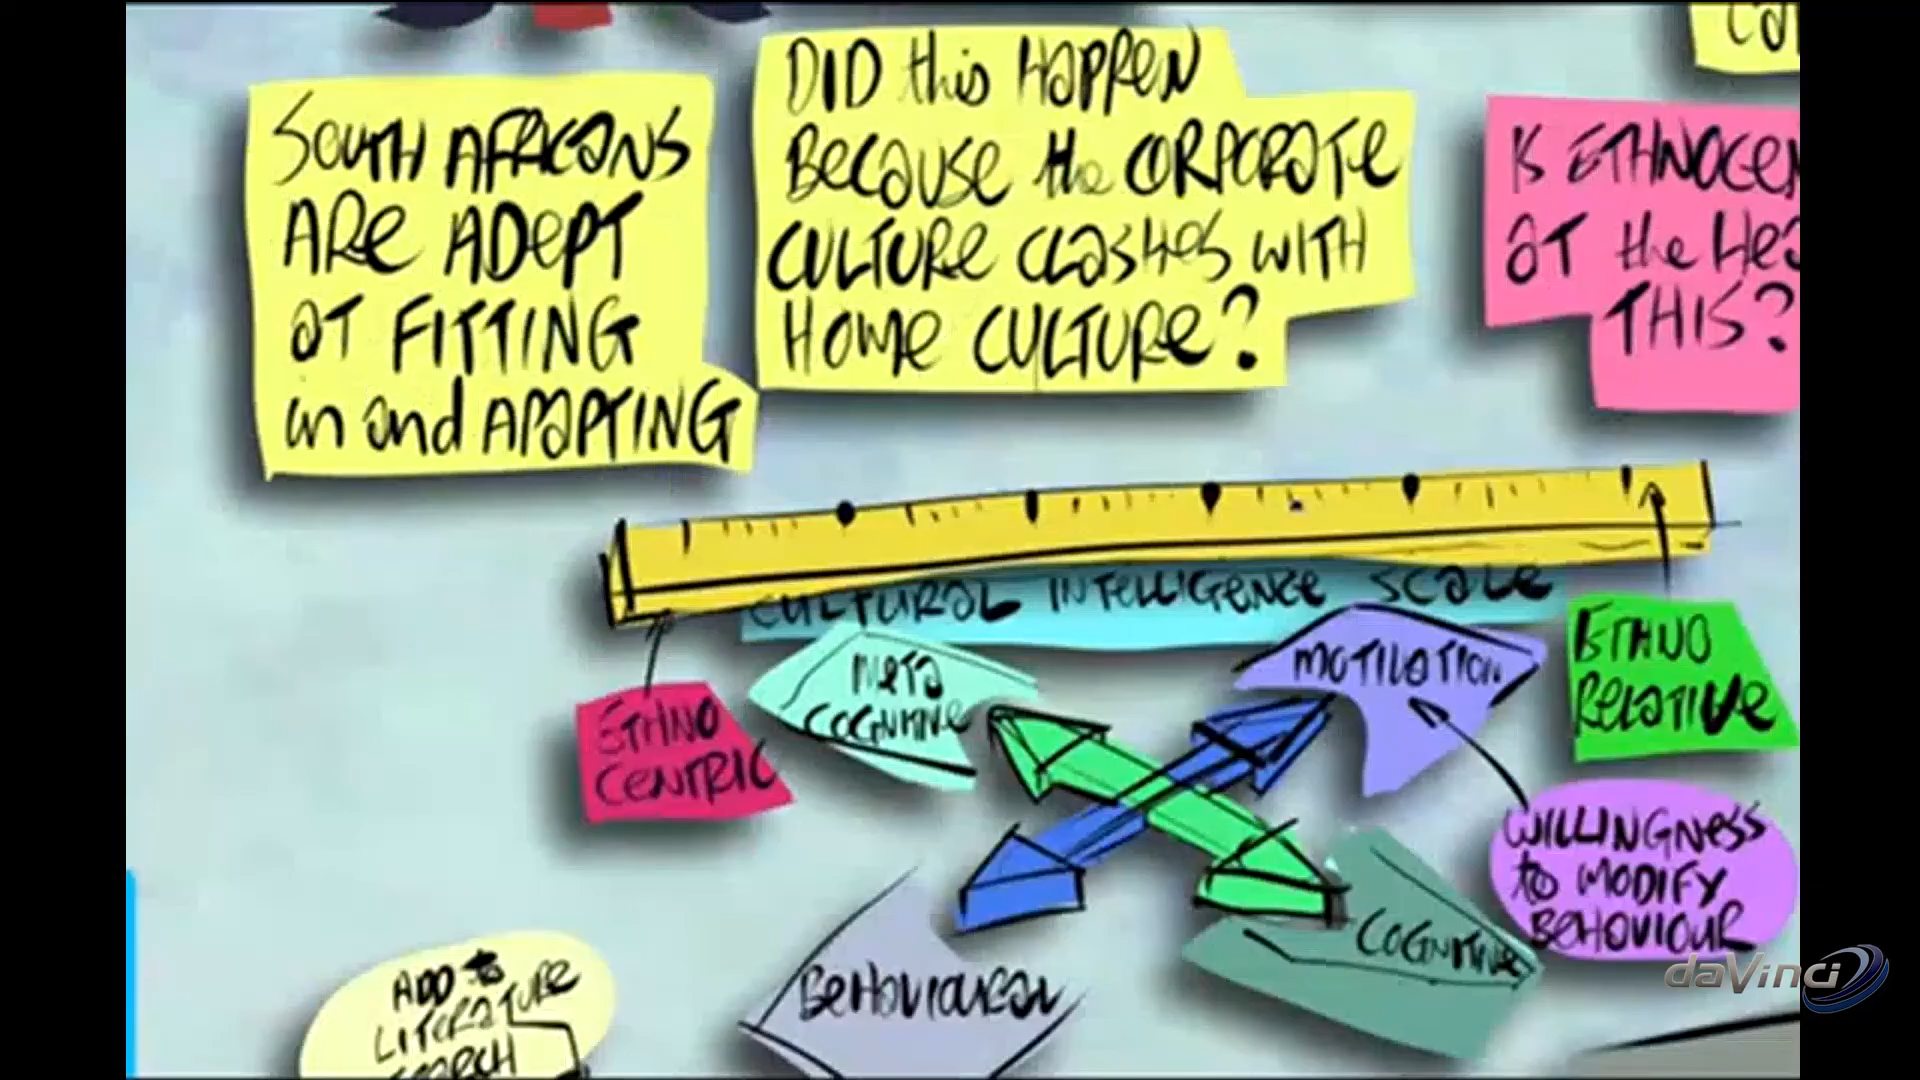 SOUTH AFRICANS
ARE ADEPT
AT FITTING
in and ADAPTING
DID this HAPPEN
BECAUSE the CORPORATE
CULTURE CLASHES WITH
HOME CULTURE?
IS
AT the
THIS?
CULTURAL INTELLIGENCE SCALE
ETHNO
CENTRIC
META
COGNITIVE
MOTIVATION
ETHNO
RELATIVE
WILLINGNESS
to MODIFY
BEHAVIOUR
BEHAVIOURAL
COGNITIVE
ADD to
LITERATURE
daVinci